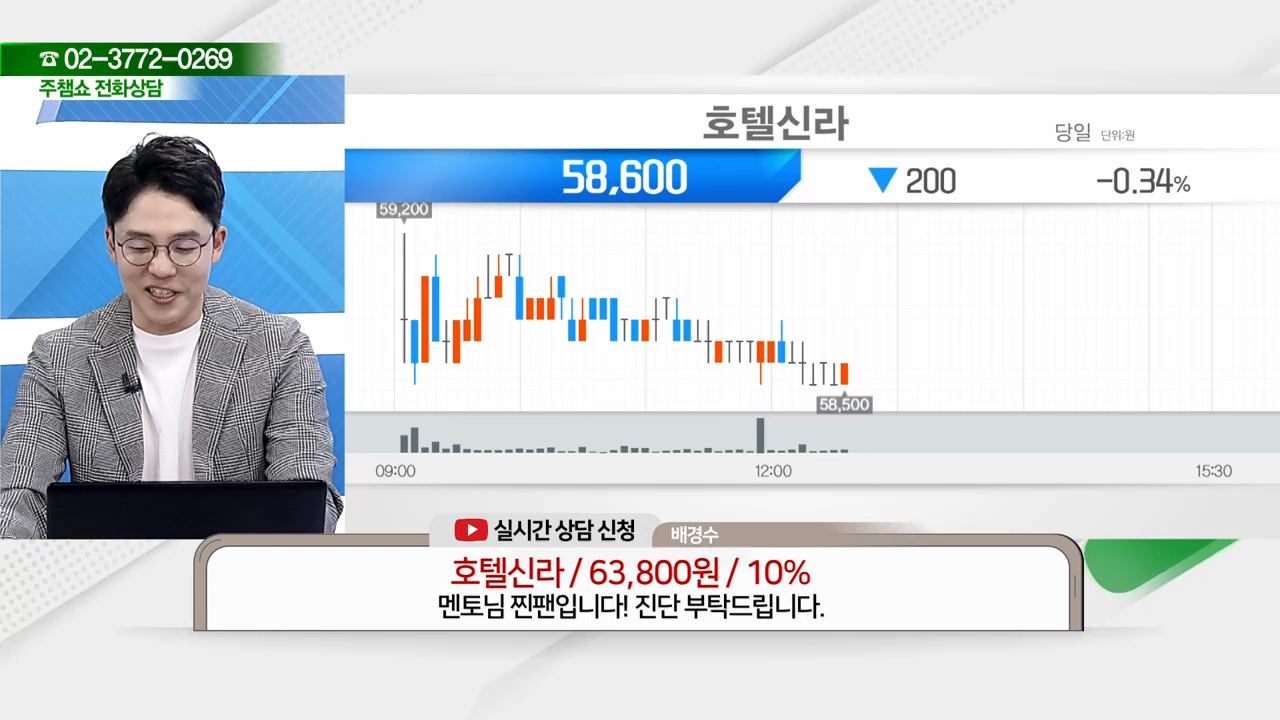 ☎ 02-3772-0269
주챔쇼 전화상담
호텔신라
당일 단위:원
58,600
▼ 200
-0.34%
59,200
58,500
09:00
12:00
15:30
실시간 상담 신청
배경수
호텔신라 / 63,800원 / 10%
멘토님 찐팬입니다! 진단 부탁드립니다.